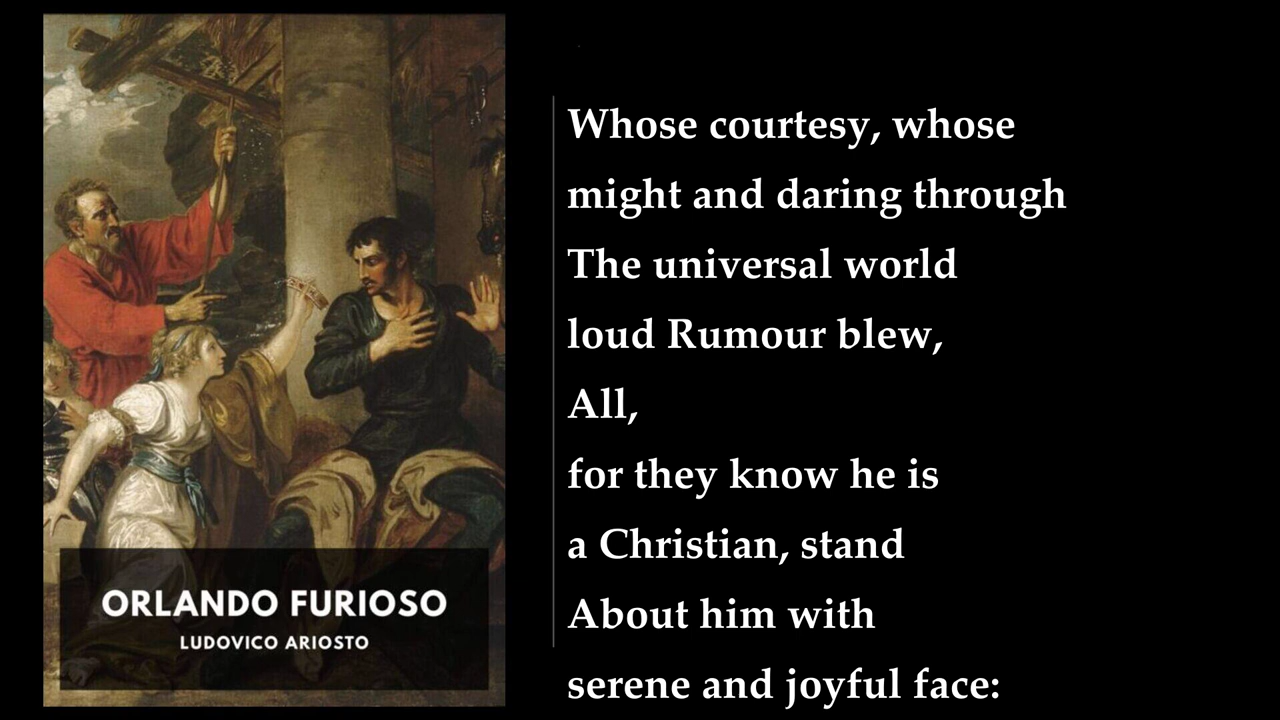 ORLANDO FURIOSO
LUDOVICO ARIOSTO
Whose courtesy, whose
might and daring through
The universal world
loud Rumour blew,
All,
for they know he is
a Christian, stand
About him with
serene and joyful face: